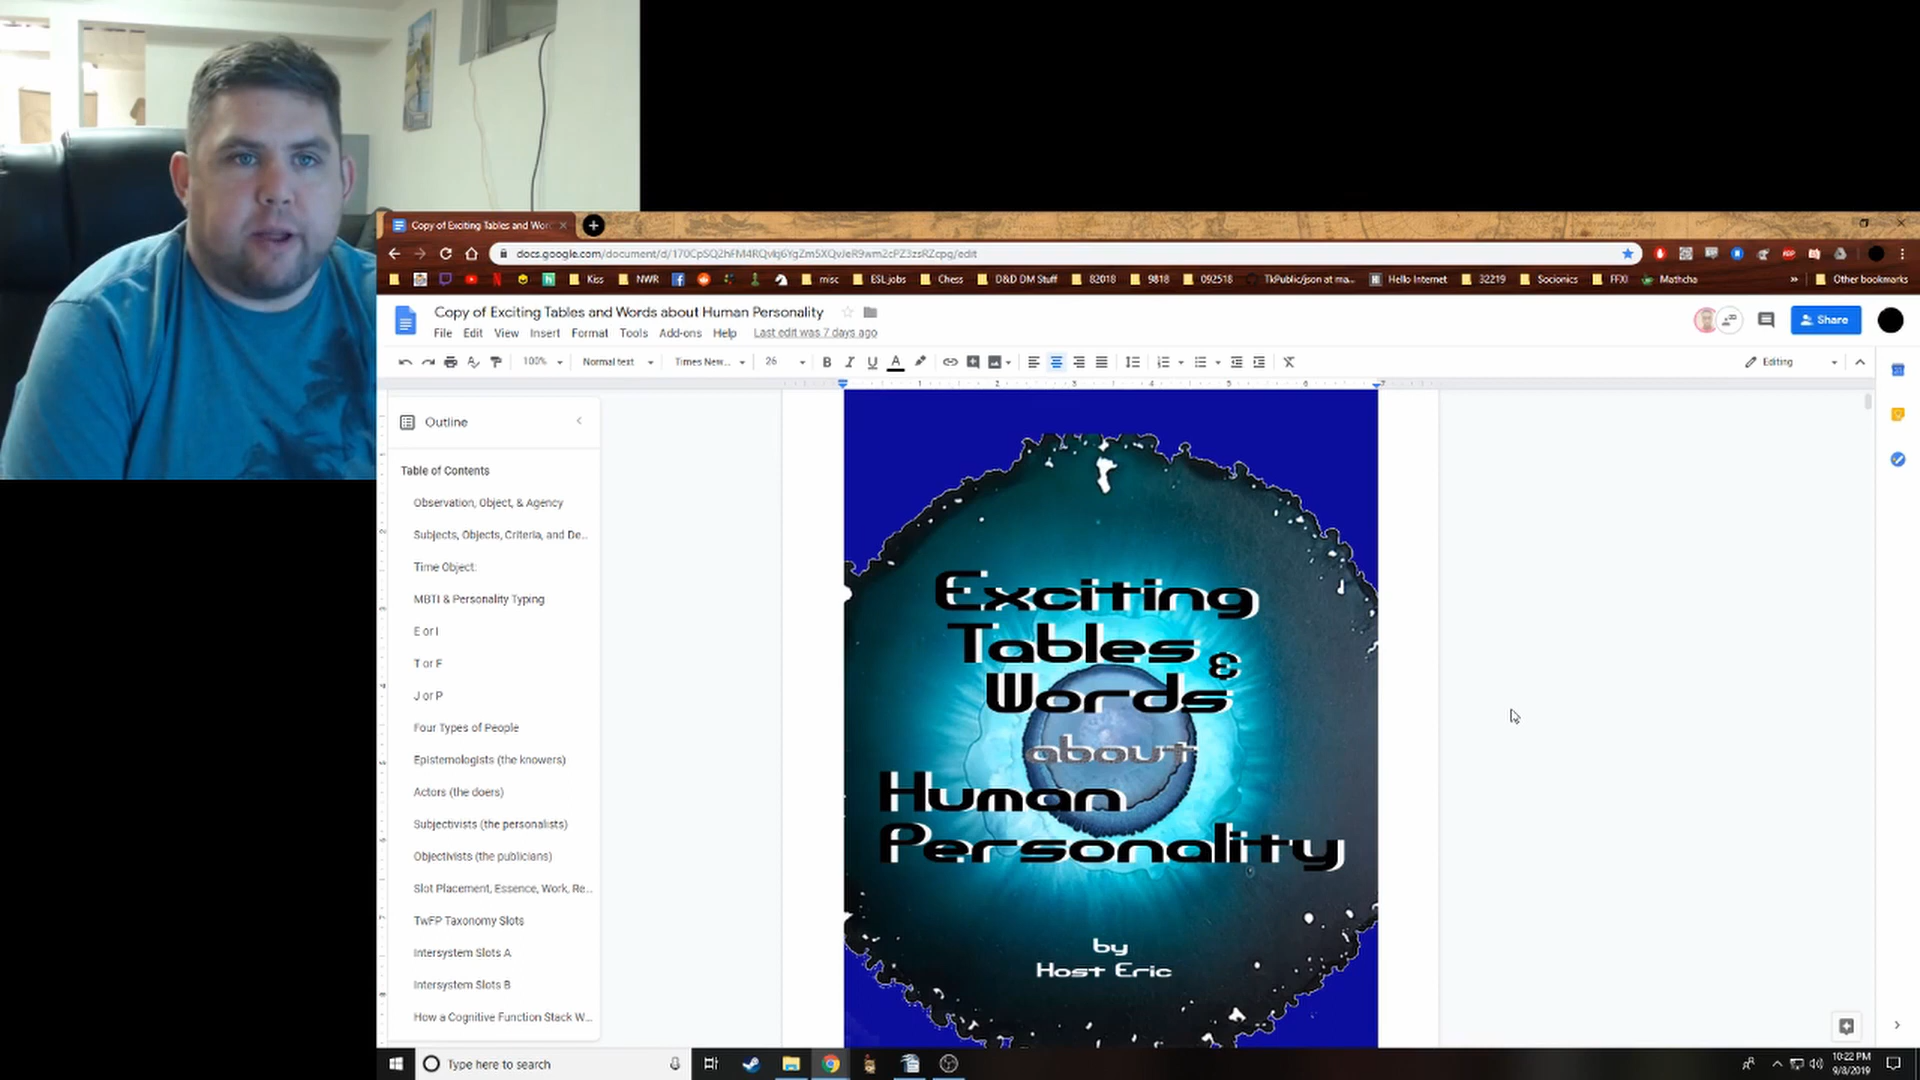 Copy of Exciting Tables and Wor
docs.google.com/document/d/170CpSQ2hFM4RQvkj6YgZm5XQvJeR9wm2cPZ3zsRZcpg/edit
Kiss
NWR
misc
ESL jobs
Chess
D&D DM Stuff
82018
9818
092518
TkPublic/json at ma...
Hello Internet
32219
Socionics
FFXI
Mathcha
»
Other bookmarks
Copy of Exciting Tables and Words about Human Personality
Share
File Edit View Insert Format Tools Add-ons Help Last edit was 7 days ago
100% Normal text Times New... 26 B I U A Editing
Outline
Table of Contents
Observation, Object, & Agency
Subjects, Objects, Criteria, and De...
Time Object:
MBTI & Personality Typing
E or I
T or F
J or P
Four Types of People
Epistemologists (the knowers)
Actors (the doers)
Subjectivists (the personalists)
Objectivists (the publicians)
Slot Placement, Essence, Work, Re...
TwFP Taxonomy Slots
Intersystem Slots A
Intersystem Slots B
How a Cognitive Function Stack W...
Exciting
Tables &
Words
about
Human
Personality
by
Host Eric
Type here to search
10:22 PM
9/8/2019